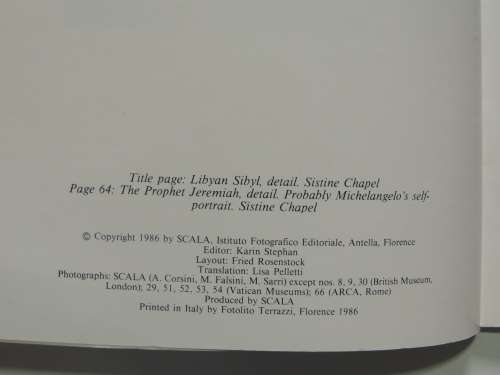 Title page: Libyan Sibyl, detail. Sistine Chapel
Page 64: The Prophet Jeremiah, detail. Probably Michelangelo's self-
portrait. Sistine Chapel
© Copyright 1986 by SCALA, Istituto Fotografico Editoriale, Antella, Florence
Editor: Karin Stephan
Layout: Fried Rosenstock
Translation: Lisa Pelletti
Photographs: SCALA (A. Corsini, M. Falsini, M. Sarri) except nos. 8, 9, 30 (British Museum,
London); 29, 51, 52, 53, 54 (Vatican Museums); 66 (ARCA, Rome)
Produced by SCALA
Printed in Italy by Fotolito Terrazzi, Florence 1986